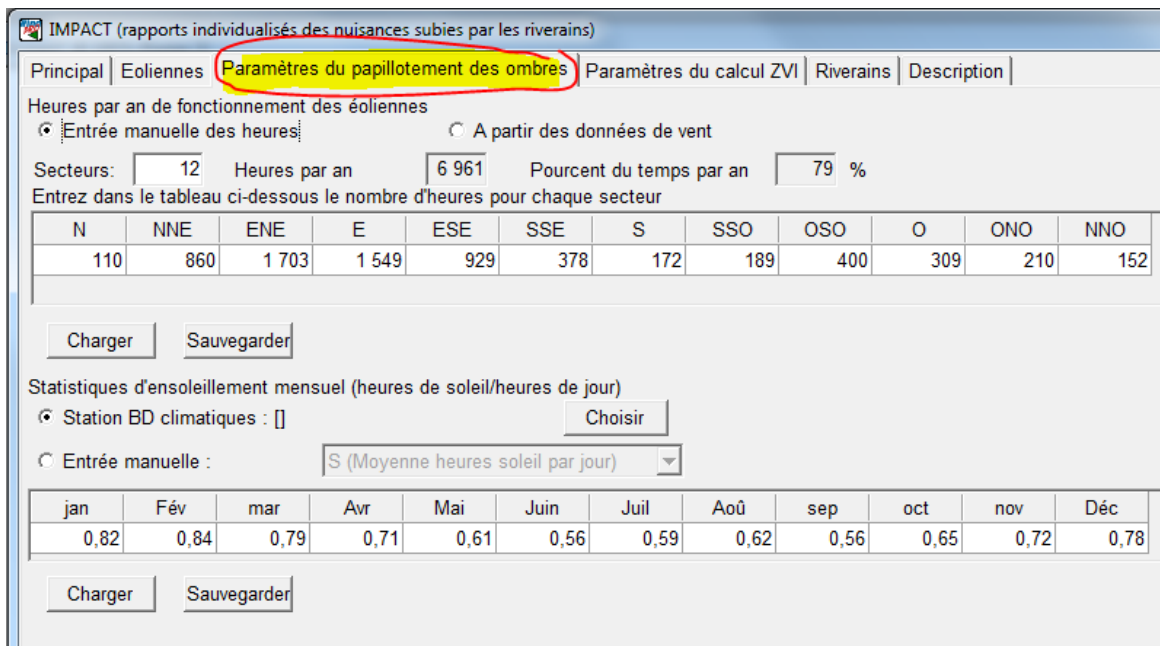 IMPACT (rapports individualisés des nuisances subies par les riverains)
Principal Eoliennes Paramètres du papillotement des ombres Paramètres du calcul ZVI Riverains Description
Heures par an de fonctionnement des éoliennes
Entrée manuelle des heures A partir des données de vent
Secteurs: 12 Heures par an 6 961 Pourcent du temps par an 79 %
Entrez dans le tableau ci-dessous le nombre d'heures pour chaque secteur
N NNE ENE E ESE SSE S SSO OSO O ONO NNO
110 860 1 703 1 549 929 378 172 189 400 309 210 152
Charger Sauvegarder
Statistiques d'ensoleillement mensuel (heures de soleil/heures de jour)
Station BD climatiques : [] Choisir
Entrée manuelle : S (Moyenne heures soleil par jour)
jan Fév mar Avr Mai Juin Juil Aoû sep oct nov Déc
0,82 0,84 0,79 0,71 0,61 0,56 0,59 0,62 0,56 0,65 0,72 0,78
Charger Sauvegarder